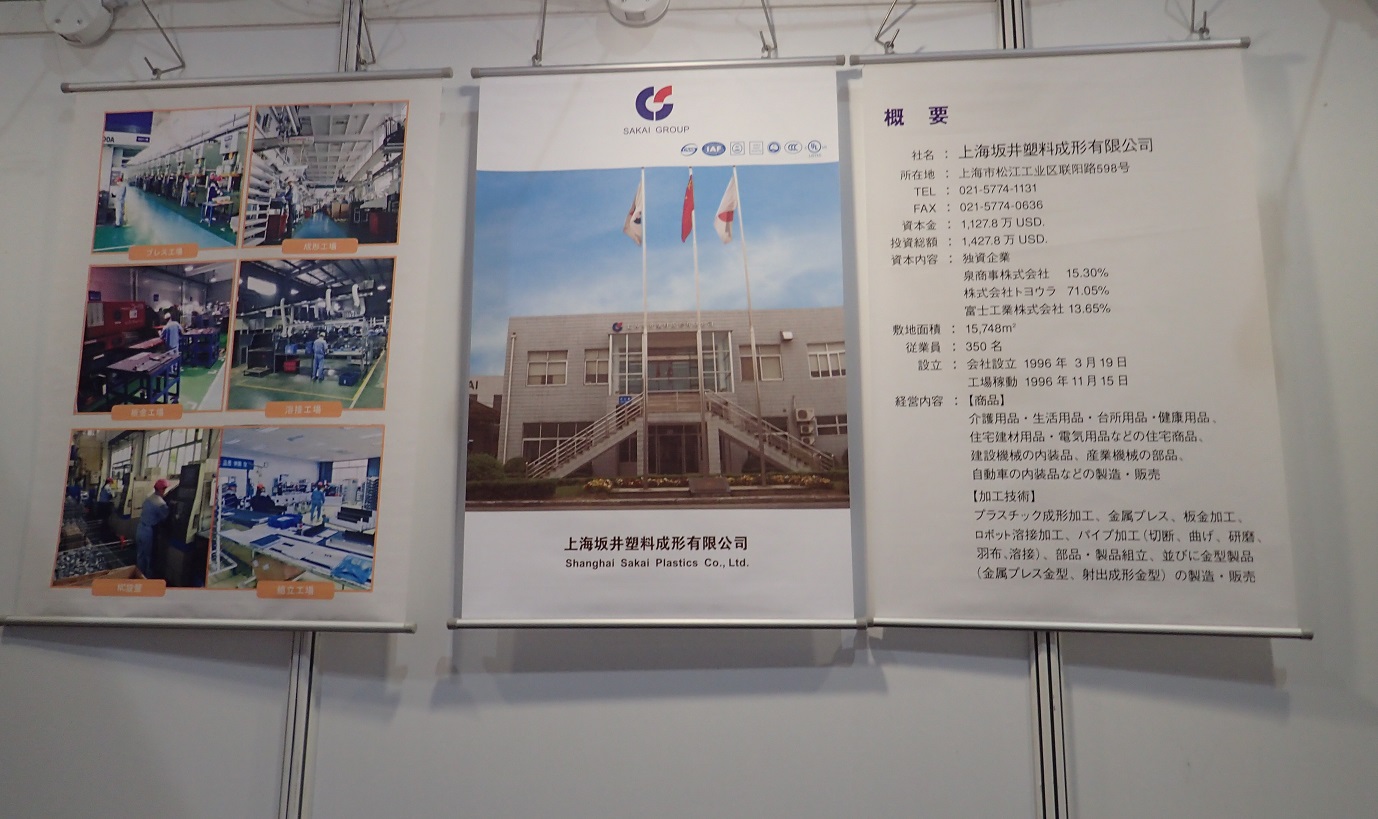 プレス工場
成形工場
板金工場
溶接工場
組立工場
SAKAI GROUP
IAF
上海坂井塑料成形有限公司
Shanghai Sakai Plastics Co., Ltd.
概 要
社名 : 上海坂井塑料成形有限公司
所在地 : 上海市松江工业区联阳路598号
TEL : 021-5774-1131
FAX : 021-5774-0636
資本金 : 1,127.8 万 USD.
投資総額 : 1,427.8 万 USD.
資本内容 : 独資企業
泉商事株式会社 15.30%
株式会社トヨウラ 71.05%
富士工業株式会社 13.65%
敷地面積 : 15,748m²
従業員 : 350 名
設立 : 会社設立 1996 年 3 月 19 日
工場稼動 1996 年 11 月 15 日
経営内容 : 【商品】
介護用品・生活用品・台所用品・健康用品、
住宅建材用品・電気用品などの住宅商品、
建設機械の内装品、産業機械の部品、
自動車の内装品などの製造・販売
【加工技術】
プラスチック成形加工、金属プレス、板金加工、
ロボット溶接加工、パイプ加工(切断、曲げ、研磨、
羽布、溶接)、部品・製品組立、並びに金型製品
(金属プレス金型、射出成形金型)の製造・販売